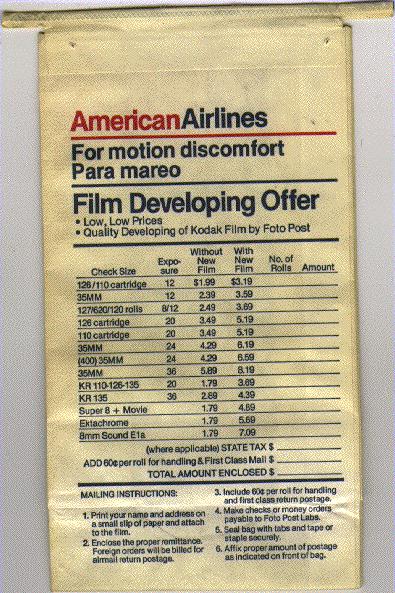 AmericanAirlines
For motion discomfort
Para mareo
Film Developing Offer
• Low, Low Prices
• Quality Developing of Kodak Film by Foto Post
Check Size Expo-sure Without New Film With New Film No. of Rolls Amount
126/110 cartridge 12 $1.99 $3.19
35MM 12 2.39 3.59
127/620/120 rolls 8/12 2.49 3.69
126 cartridge 20 3.49 5.19
110 cartridge 20 3.49 5.19
35MM 24 4.29 6.19
(400) 35MM 24 4.29 6.59
35MM 36 5.89 8.19
KR 110-126-135 20 1.79 3.69
KR 135 36 2.89 4.39
Super 8 + Movie 1.79 4.69
Ektachrome 1.79 5.69
8mm Sound E1a 1.79 7.09
(where applicable) STATE TAX $
ADD 60¢ per roll for handling & First Class Mail $
TOTAL AMOUNT ENCLOSED $
MAILING INSTRUCTIONS:
1. Print your name and address on
a small slip of paper and attach
to the film.
2. Enclose the proper remittance.
Foreign orders will be billed for
airmail return postage.
3. Include 60¢ per roll for handling
and first class return postage.
4. Make checks or money orders
payable to Foto Post Labs.
5. Seal bag with tabs and tape or
staple securely.
6. Affix proper amount of postage
as indicated on front of bag.